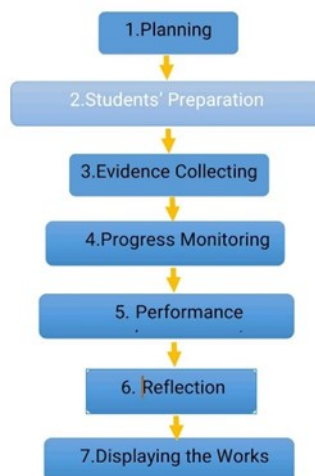 1.Planning
2.Students' Preparation
3.Evidence Collecting
4.Progress Monitoring
5. Performance
6. Reflection
7.Displaying the Works